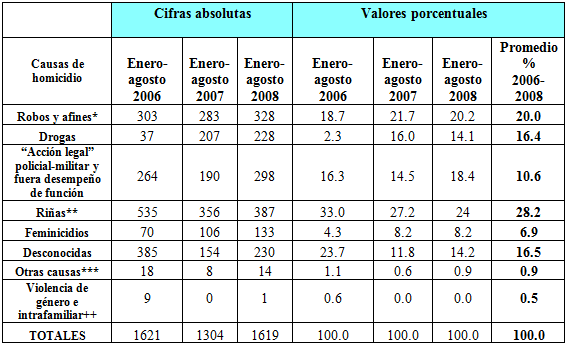 Cifras absolutas Valores porcentuales
Causas de homicidio Enero-agosto 2006 Enero-agosto 2007 Enero-agosto 2008 Enero-agosto 2006 Enero-agosto 2007 Enero-agosto 2008 Promedio % 2006-2008
Robos y afines* 303 283 328 18.7 21.7 20.2 20.0
Drogas 37 207 228 2.3 16.0 14.1 16.4
“Acción legal” policial-militar y fuera desempeño de función 264 190 298 16.3 14.5 18.4 10.6
Riñas** 535 356 387 33.0 27.2 24 28.2
Feminicidios 70 106 133 4.3 8.2 8.2 6.9
Desconocidas 385 154 230 23.7 11.8 14.2 16.5
Otras causas*** 18 8 14 1.1 0.6 0.9 0.9
Violencia de género e intrafamiliar++ 9 0 1 0.6 0.0 0.0 0.5
TOTALES 1621 1304 1619 100.0 100.0 100.0 100.0